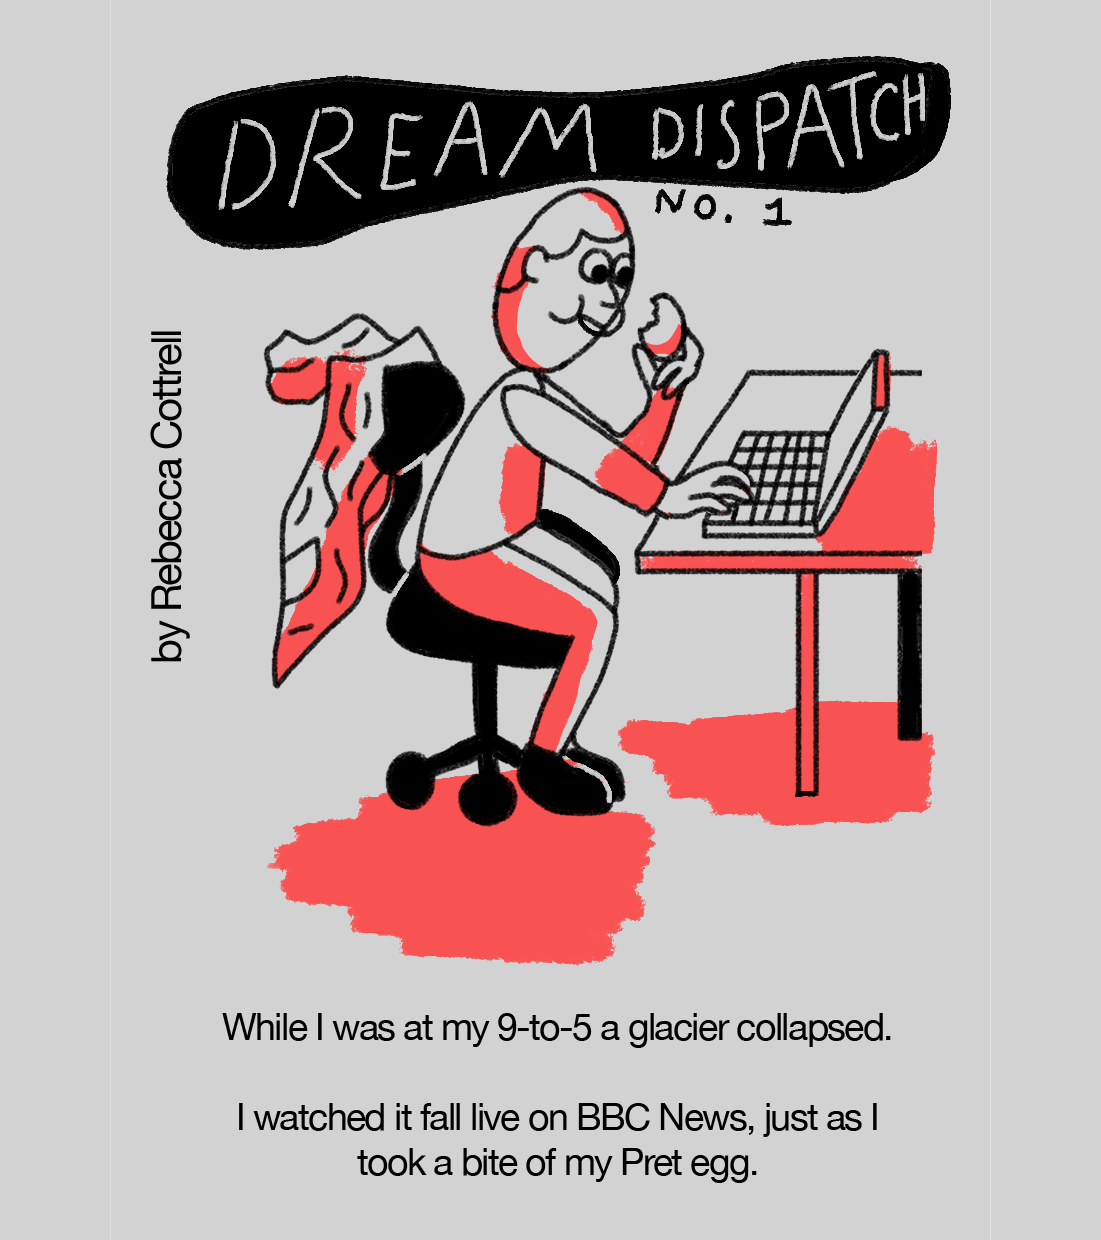 DREAM DISPATCH
NO. 1
by Rebecca Cottrell
While I was at my 9-to-5 a glacier collapsed.
I watched it fall live on BBC News, just as I
took a bite of my Pret egg.